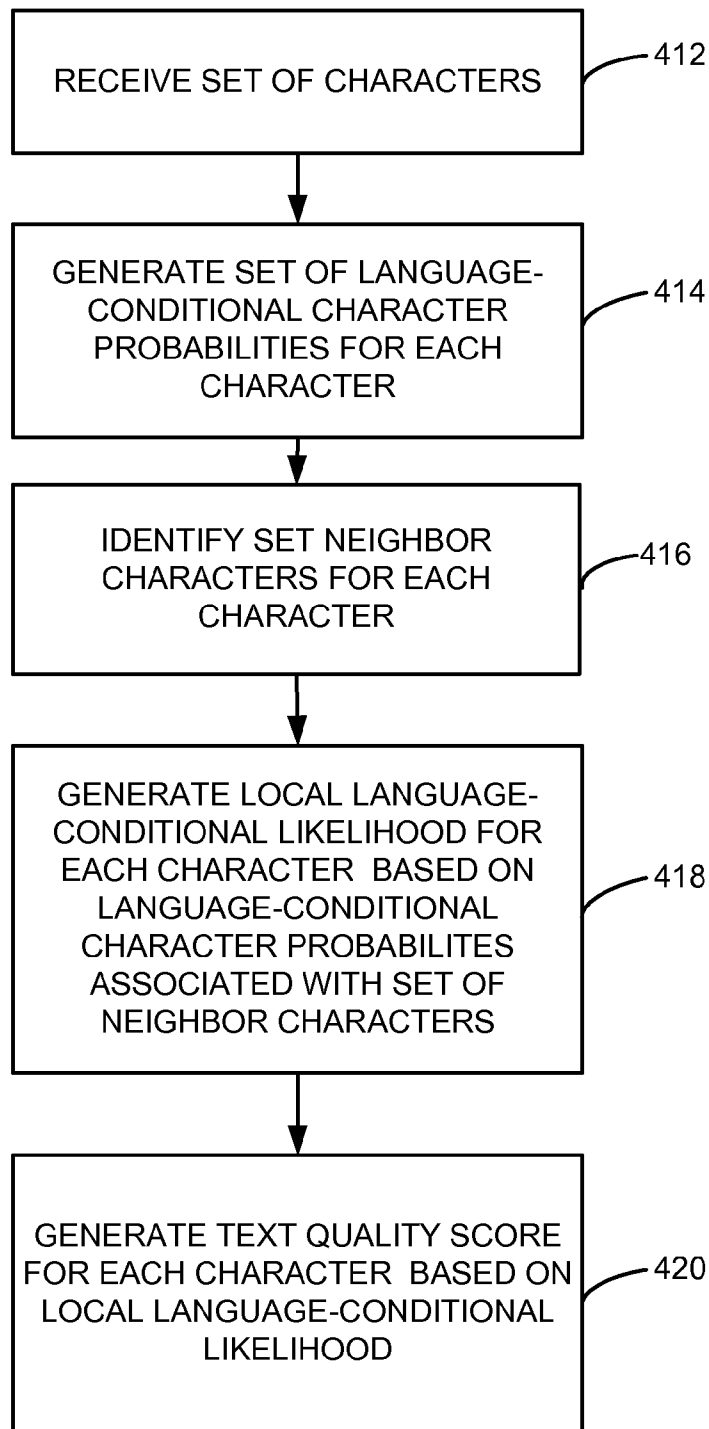 RECEIVE SET OF CHARACTERS
412
GENERATE SET OF LANGUAGE-
CONDITIONAL CHARACTER
PROBABILITIES FOR EACH
CHARACTER
414
IDENTIFY SET NEIGHBOR
CHARACTERS FOR EACH
CHARACTER
416
GENERATE LOCAL LANGUAGE-
CONDITIONAL LIKELIHOOD FOR
EACH CHARACTER BASED ON
LANGUAGE-CONDITIONAL
CHARACTER PROBABILITES
ASSOCIATED WITH SET OF
NEIGHBOR CHARACTERS
418
GENERATE TEXT QUALITY SCORE
FOR EACH CHARACTER BASED ON
LOCAL LANGUAGE-CONDITIONAL
LIKELIHOOD
420